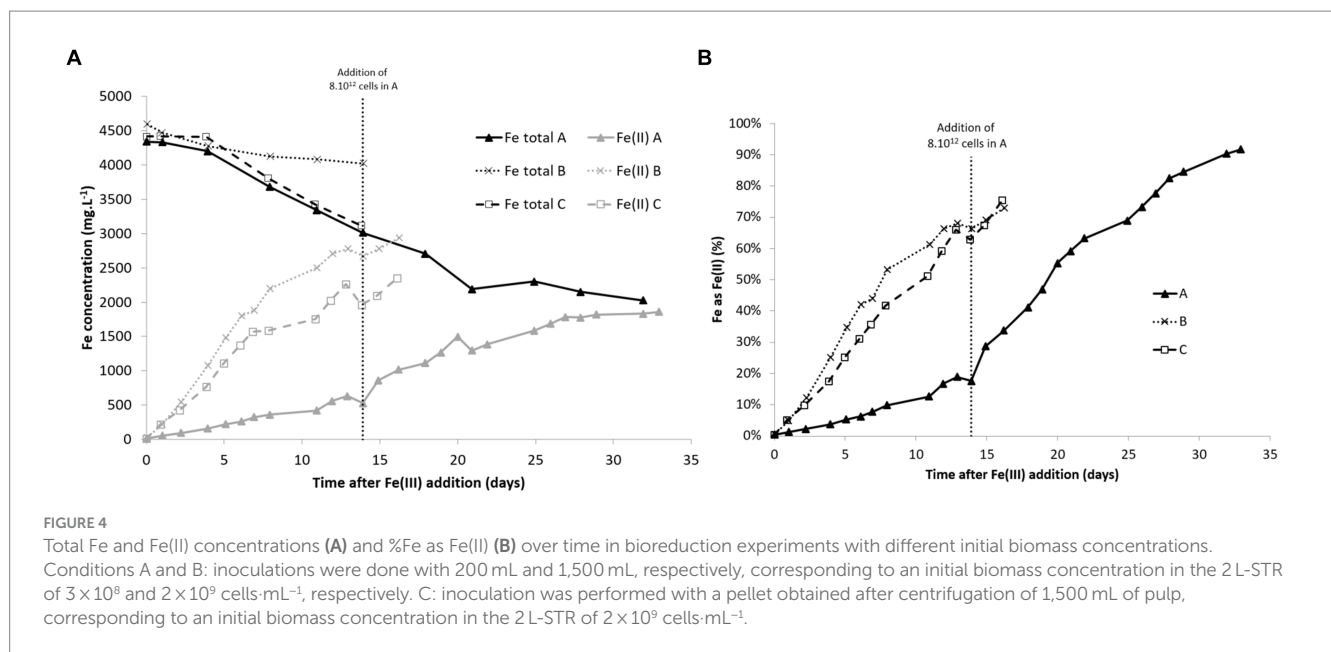 A
Addition of
8.10¹² cells in A
Fe concentration (mg.L⁻¹)
5000
4500
4000
3500
3000
2500
2000
1500
1000
500
0
Fe total A
Fe(II) A
Fe total B
Fe(II) B
Fe total C
Fe(II) C
0 5 10 15 20 25 30 35
Time after Fe(III) addition (days)
B
Addition of
8.10¹² cells in A
Fe as Fe(II) (%)
100%
90%
80%
70%
60%
50%
40%
30%
20%
10%
0%
A
B
C
0 5 10 15 20 25 30 35
Time after Fe(III) addition (days)
FIGURE 4
Total Fe and Fe(II) concentrations (A) and %Fe as Fe(II) (B) over time in bioreduction experiments with different initial biomass concentrations.
Conditions A and B: inoculations were done with 200 mL and 1,500 mL, respectively, corresponding to an initial biomass concentration in the 2 L-STR
of 3 × 10⁸ and 2 × 10⁹ cells·mL⁻¹, respectively. C: inoculation was performed with a pellet obtained after centrifugation of 1,500 mL of pulp,
corresponding to an initial biomass concentration in the 2 L-STR of 2 × 10⁹ cells·mL⁻¹.